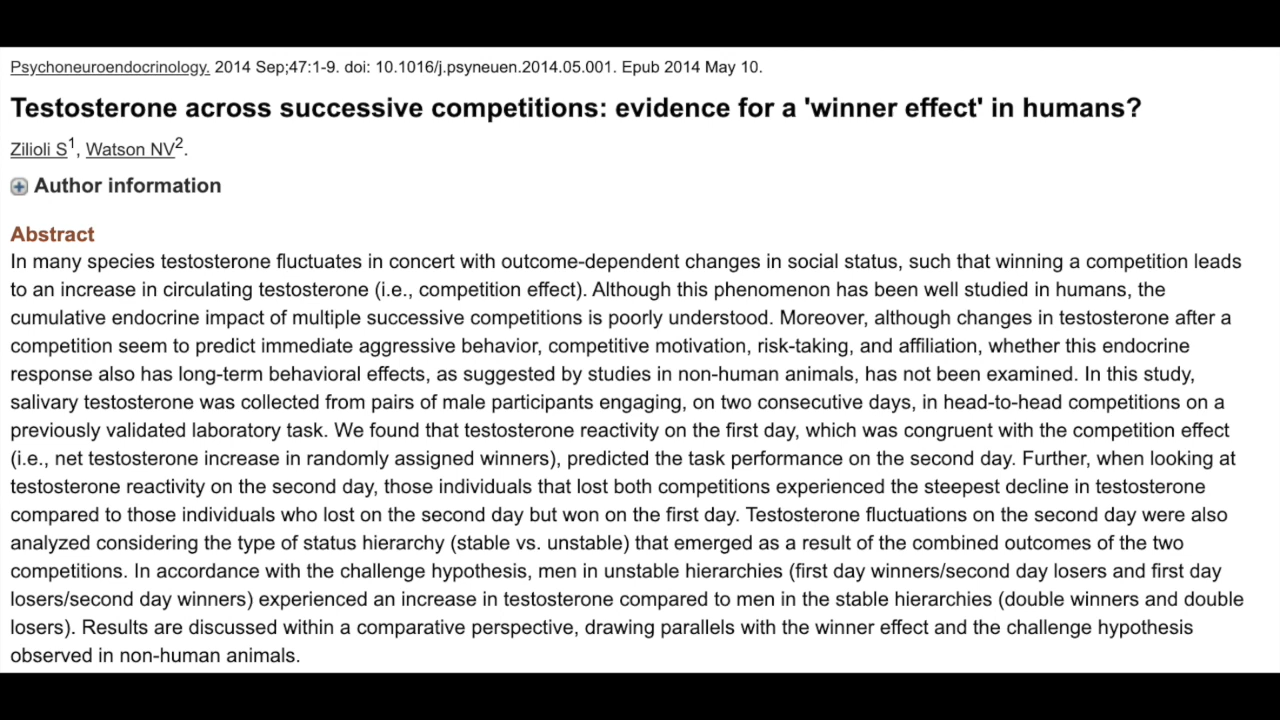 Psychoneuroendocrinology. 2014 Sep;47:1-9. doi: 10.1016/j.psyneuen.2014.05.001. Epub 2014 May 10.
Testosterone across successive competitions: evidence for a 'winner effect' in humans?
Zilioli S1, Watson NV2.
Author information
Abstract
In many species testosterone fluctuates in concert with outcome-dependent changes in social status, such that winning a competition leads
to an increase in circulating testosterone (i.e., competition effect). Although this phenomenon has been well studied in humans, the
cumulative endocrine impact of multiple successive competitions is poorly understood. Moreover, although changes in testosterone after a
competition seem to predict immediate aggressive behavior, competitive motivation, risk-taking, and affiliation, whether this endocrine
response also has long-term behavioral effects, as suggested by studies in non-human animals, has not been examined. In this study,
salivary testosterone was collected from pairs of male participants engaging, on two consecutive days, in head-to-head competitions on a
previously validated laboratory task. We found that testosterone reactivity on the first day, which was congruent with the competition effect
(i.e., net testosterone increase in randomly assigned winners), predicted the task performance on the second day. Further, when looking at
testosterone reactivity on the second day, those individuals that lost both competitions experienced the steepest decline in testosterone
compared to those individuals who lost on the second day but won on the first day. Testosterone fluctuations on the second day were also
analyzed considering the type of status hierarchy (stable vs. unstable) that emerged as a result of the combined outcomes of the two
competitions. In accordance with the challenge hypothesis, men in unstable hierarchies (first day winners/second day losers and first day
losers/second day winners) experienced an increase in testosterone compared to men in the stable hierarchies (double winners and double
losers). Results are discussed within a comparative perspective, drawing parallels with the winner effect and the challenge hypothesis
observed in non-human animals.